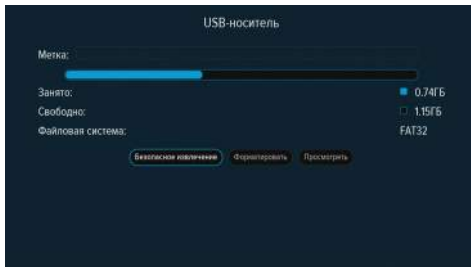 USB-носитель
Метка:
Занято: 0.74ГБ
Свободно: 1.15ГБ
Файловая система: FAT32
Безопасное извлечение Форматировать Просмотреть